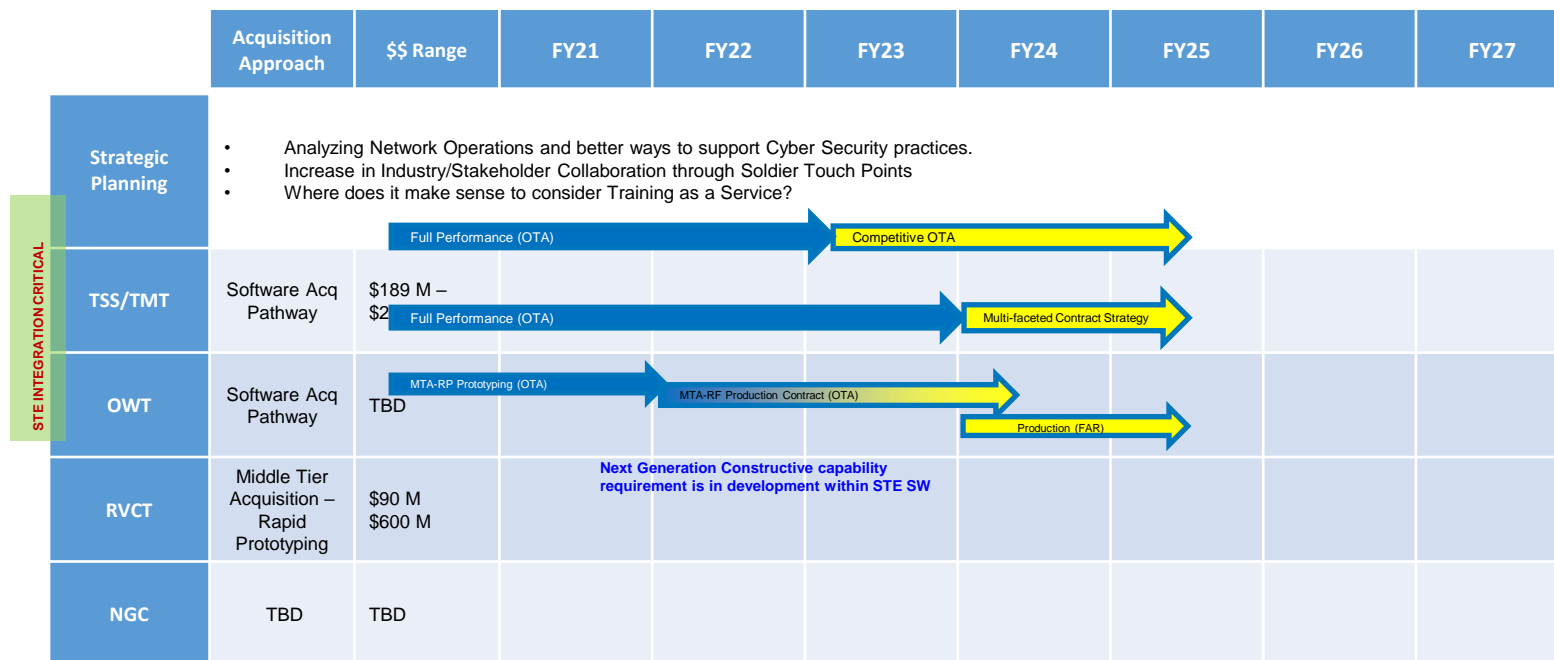 Acquisition
Approach
$$ Range
FY21
FY22
FY23
FY24
FY25
FY26
FY27
STE INTEGRATION CRITICAL
Strategic
Planning
• Analyzing Network Operations and better ways to support Cyber Security practices.
• Increase in Industry/Stakeholder Collaboration through Soldier Touch Points
• Where does it make sense to consider Training as a Service?
Full Performance (OTA)
Competitive OTA
TSS/TMT
Software Acq
Pathway
$189 M –
$2
Full Performance (OTA)
Multi-faceted Contract Strategy
OWT
Software Acq
Pathway
TBD
MTA-RP Prototyping (OTA)
MTA-RF Production Contract (OTA)
Production (FAR)
Next Generation Constructive capability
requirement is in development within STE SW
RVCT
Middle Tier
Acquisition –
Rapid
Prototyping
$90 M
$600 M
NGC
TBD
TBD